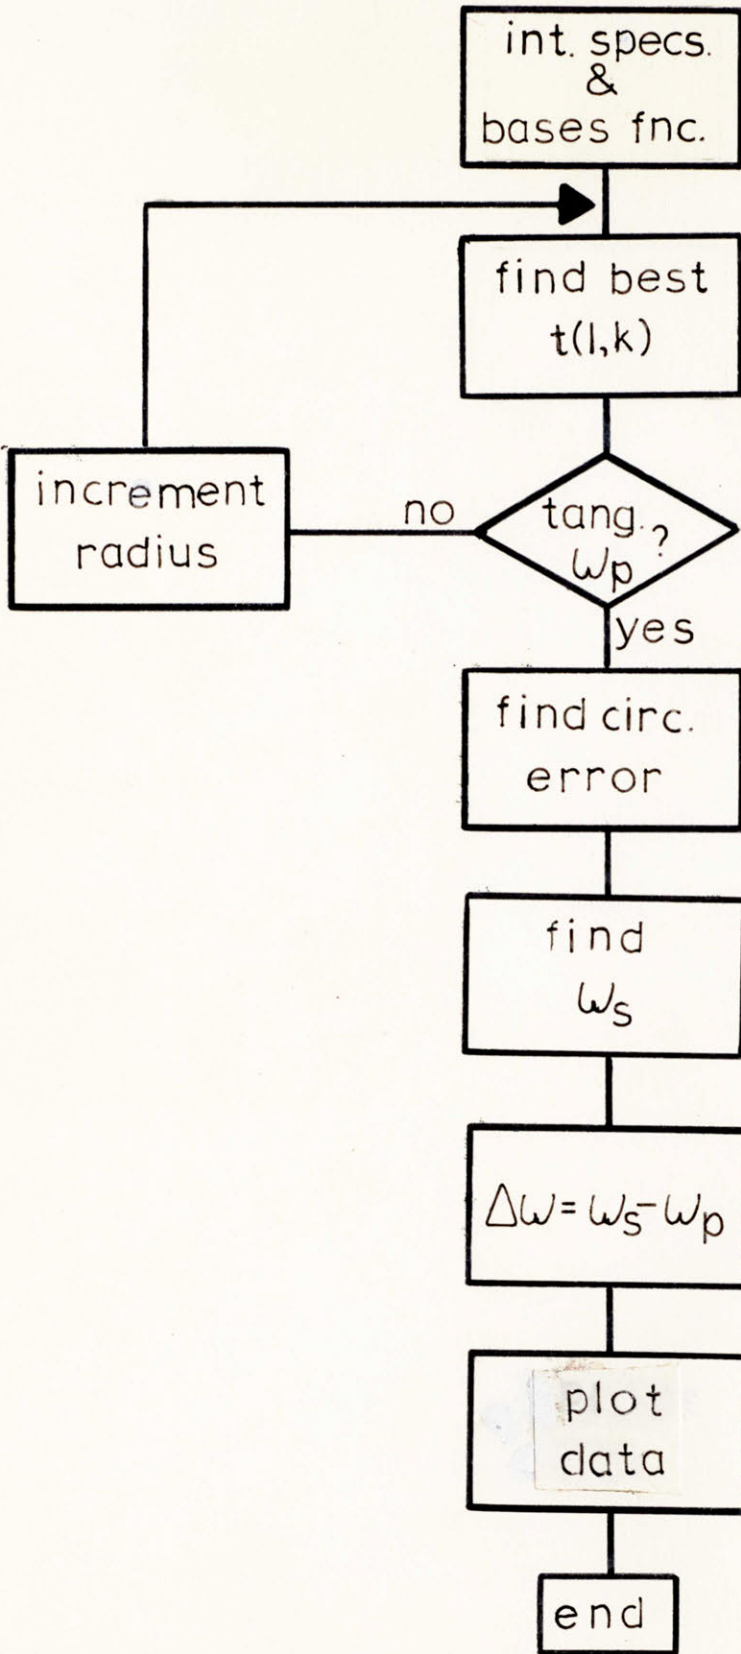 int. specs.
&
bases fnc.
find best
t(l,k)
increment
radius
no
tang. ?
ωp
yes
find circ.
error
find
ωs
Δω=ωs-ωp
plot
data
end